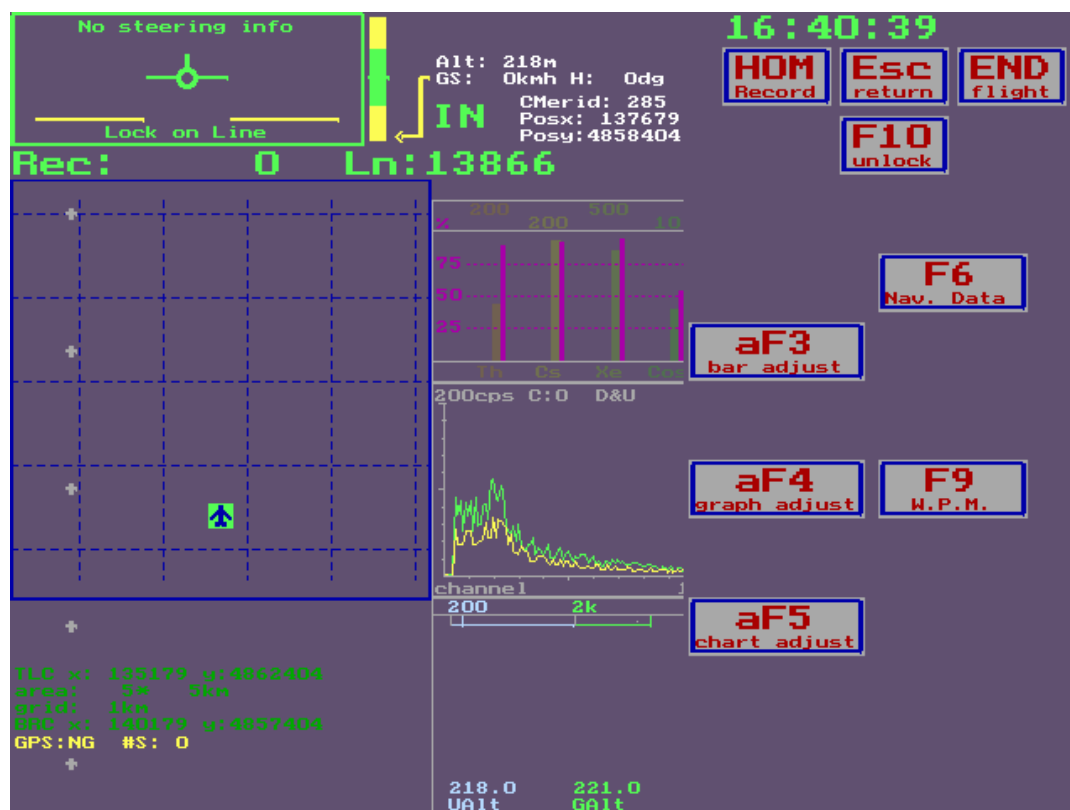 No steering info
Lock on Line
Alt: 218m
GS: 0kmh H: 0dg
IN
CMerid: 285
Posx: 137679
Posy:4858404
16:40:39
HOM
Record
Esc
return
END
flight
F10
unlock
Rec: 0 Ln:13866
200 500
% 200 10
75
50
25
Th Cs Xe Cos
F6
Nav. Data
aF3
bar adjust
200cps C:0 D&U
channel
aF4
graph adjust
F9
W.P.M.
200 2k
aF5
chart adjust
TLC x: 135179 y:4862404
area: 5* 5km
grid: 1km
BRC x: 140179 y:4857404
GPS:NG #S: 0
218.0 221.0
UAlt GAlt